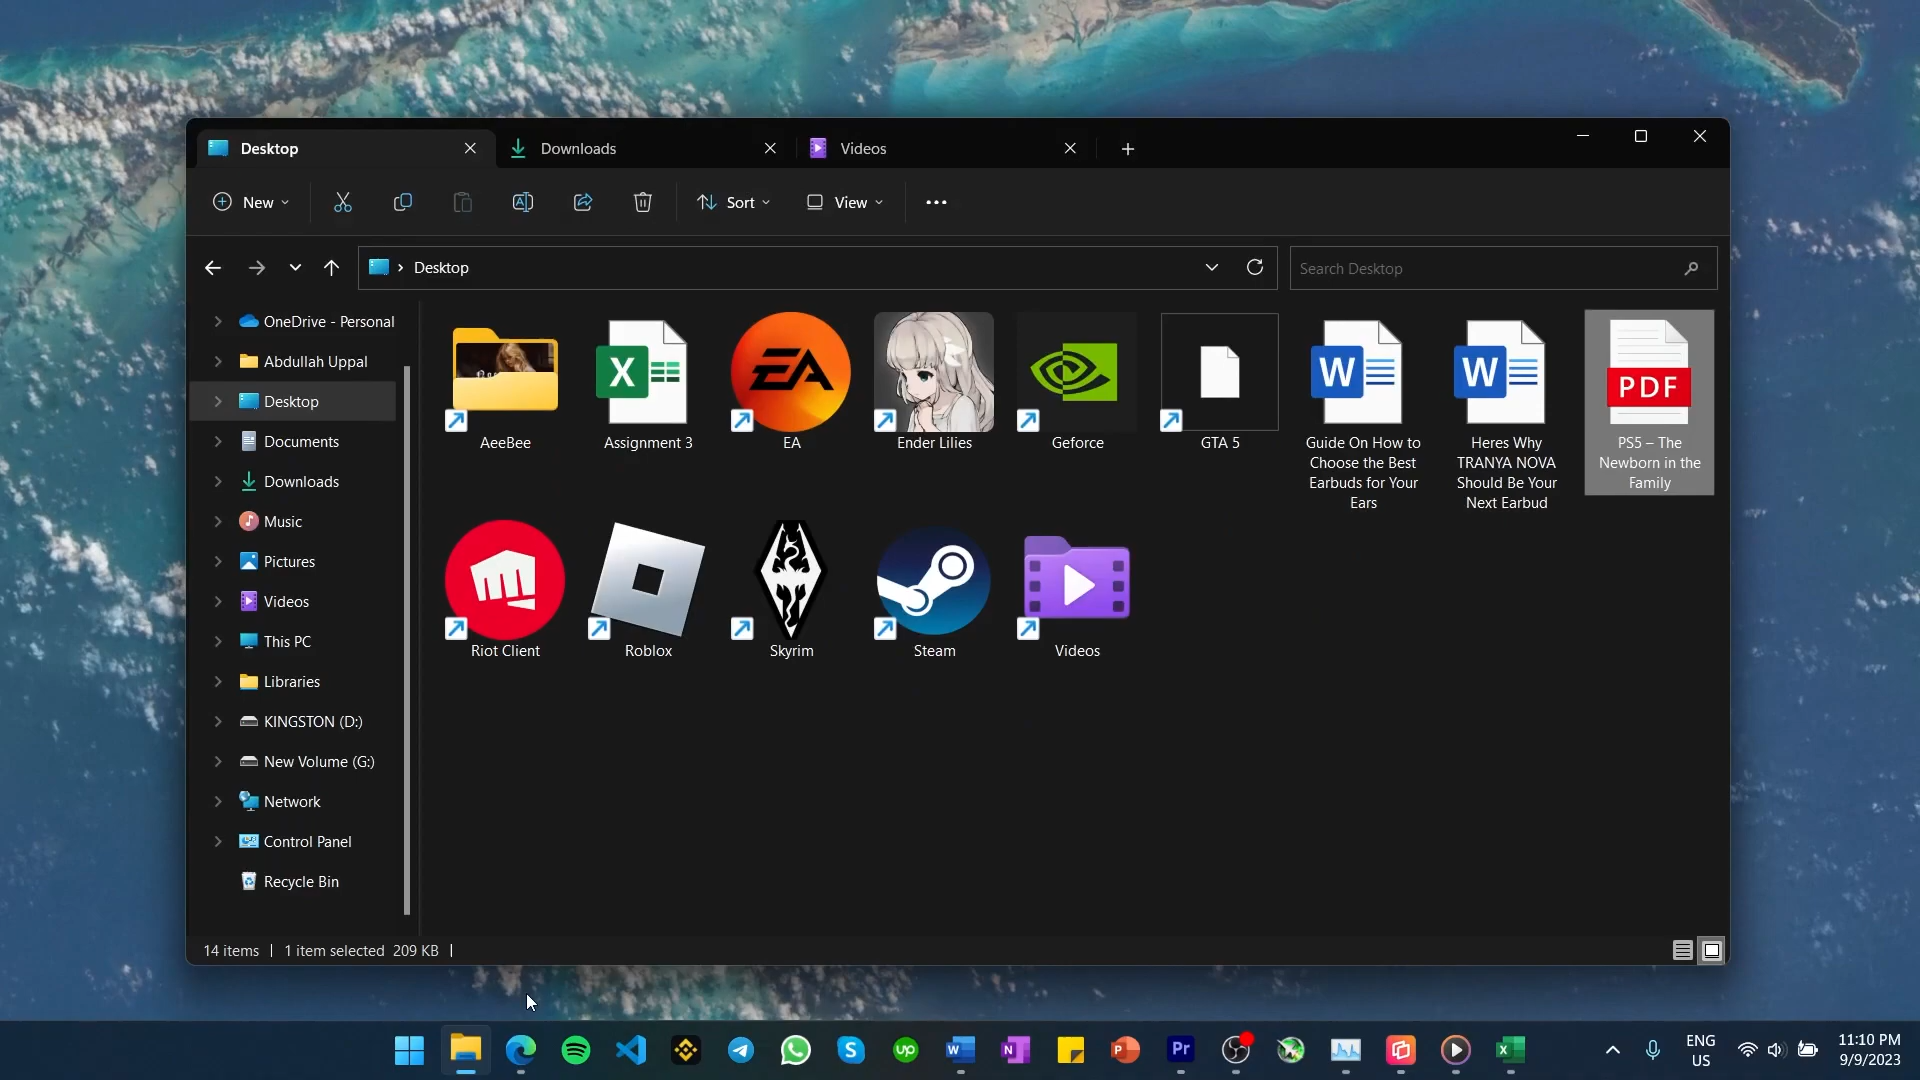 Desktop
Downloads
Videos
New
Sort
View
Desktop
Search Desktop
OneDrive - Personal
Abdullah Uppal
Desktop
Documents
Downloads
Music
Pictures
Videos
This PC
Libraries
KINGSTON (D:)
New Volume (G:)
Network
Control Panel
Recycle Bin
X
EA
W
W
PDF
AeeBee
Assignment 3
EA
Ender Lilies
Geforce
GTA 5
Guide On How to
Choose the Best
Earbuds for Your
Ears
Heres Why
TRANYA NOVA
Should Be Your
Next Earbud
PS5 – The
Newborn in the
Family
Riot Client
Roblox
Skyrim
Steam
Videos
14 items
1 item selected 209 KB
S
up
W
N
P
Pr
X
ENG
US
11:10 PM
9/9/2023